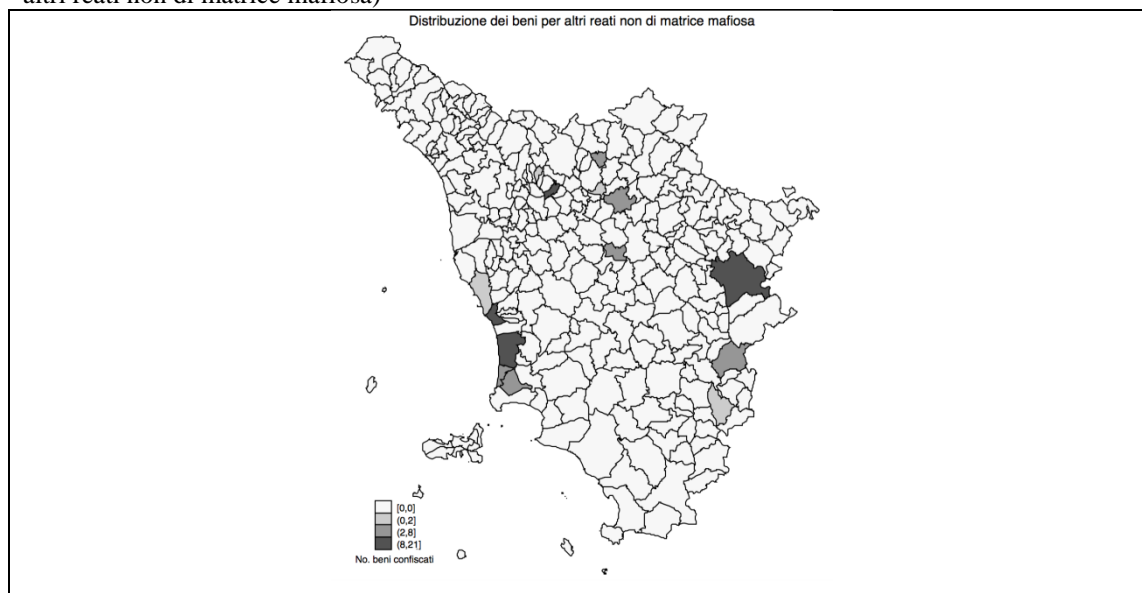 altri reati non di matrice mafiosa)
Distribuzione dei beni per altri reati non di matrice mafiosa
[0,0]
(0,2]
(2,8]
(8,21]
No. beni confiscati